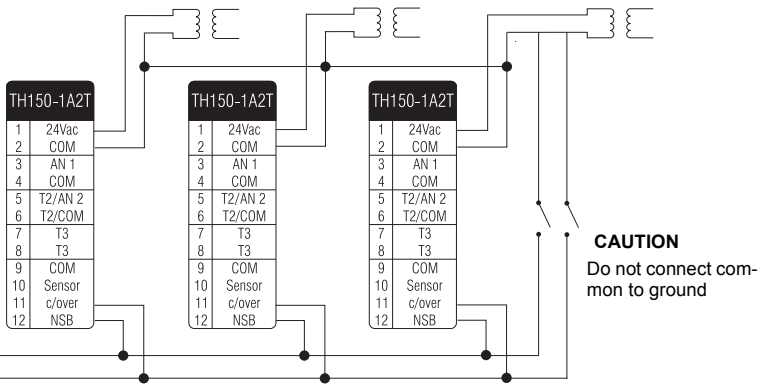 TH150-1A2T
1 24Vac
2 COM
3 AN 1
4 COM
5 T2/AN 2
6 T2/COM
7 T3
8 T3
9 COM
10 Sensor
11 c/over
12 NSB
TH150-1A2T
1 24Vac
2 COM
3 AN 1
4 COM
5 T2/AN 2
6 T2/COM
7 T3
8 T3
9 COM
10 Sensor
11 c/over
12 NSB
TH150-1A2T
1 24Vac
2 COM
3 AN 1
4 COM
5 T2/AN 2
6 T2/COM
7 T3
8 T3
9 COM
10 Sensor
11 c/over
12 NSB
CAUTION
Do not connect com-
mon to ground